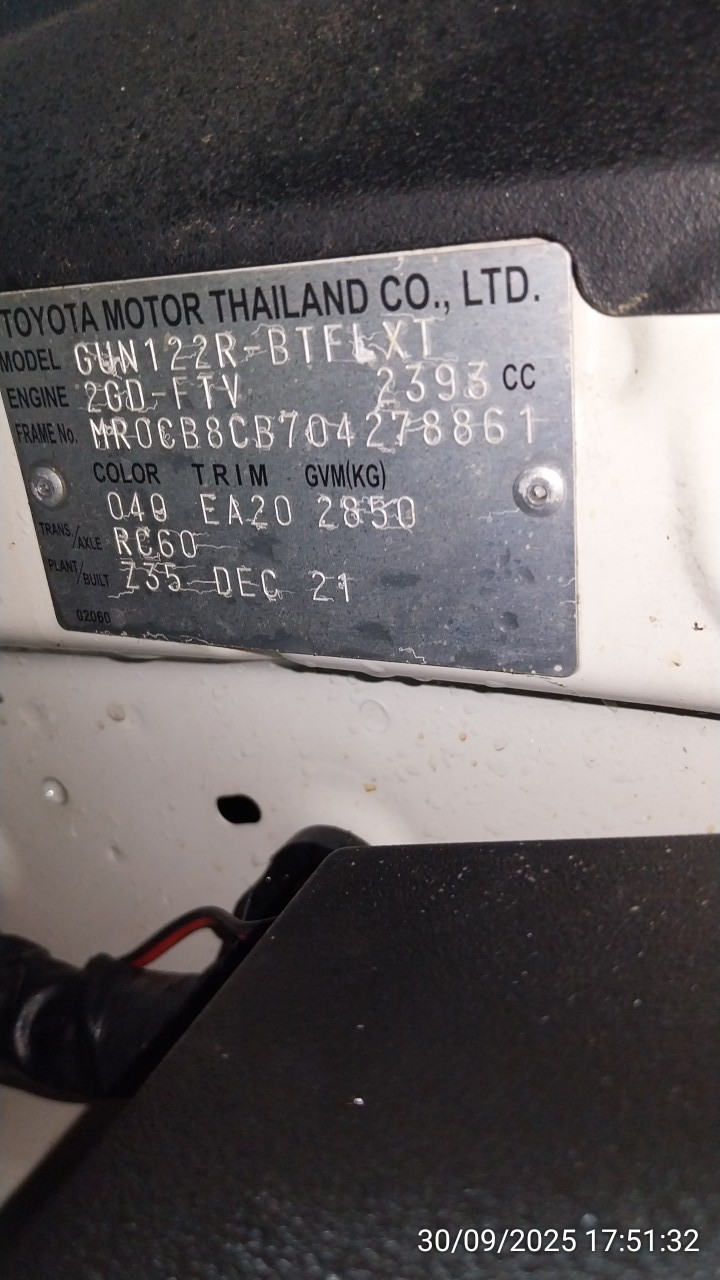 TOYOTA MOTOR THAILAND CO., LTD.
MODEL GUN122R-BTFLXT
ENGINE 2GD-FTV 2393 CC
FRAME No. MR0CB8CB704278861
COLOR TRIM GVM(KG)
040 EA20 2850
TRANS./AXLE RC60
PLANT/BUILT Z35 DEC 21
02060
30/09/2025 17:51:32